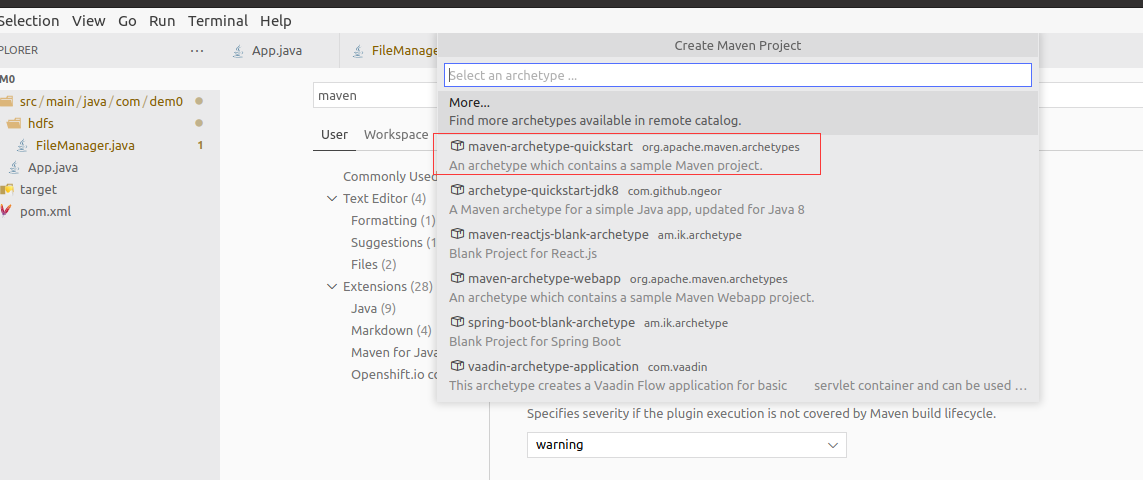 Selection View Go Run Terminal Help
PLORER ... App.java FileManage
Create Maven Project
Select an archetype ...
More...
Find more archetypes available in remote catalog.
maven-archetype-quickstart org.apache.maven.archetypes
An archetype which contains a sample Maven project.
archetype-quickstart-jdk8 com.github.ngeor
A Maven archetype for a simple Java app, updated for Java 8
maven-reactjs-blank-archetype am.ik.archetype
Blank Project for React.js
maven-archetype-webapp org.apache.maven.archetypes
An archetype which contains a sample Maven Webapp project.
spring-boot-blank-archetype am.ik.archetype
Blank Project for Spring Boot
vaadin-archetype-application com.vaadin
This archetype creates a Vaadin Flow application for basic servlet container and can be used ...
M0
src/main/java/com/dem0
hdfs
FileManager.java 1
App.java
target
pom.xml
maven
User Workspace
Commonly Used
Text Editor (4)
Formatting (1)
Suggestions (1
Files (2)
Extensions (28)
Java (9)
Markdown (4)
Maven for Java
Openshift.io co
Specifies severity if the plugin execution is not covered by Maven build lifecycle.
warning